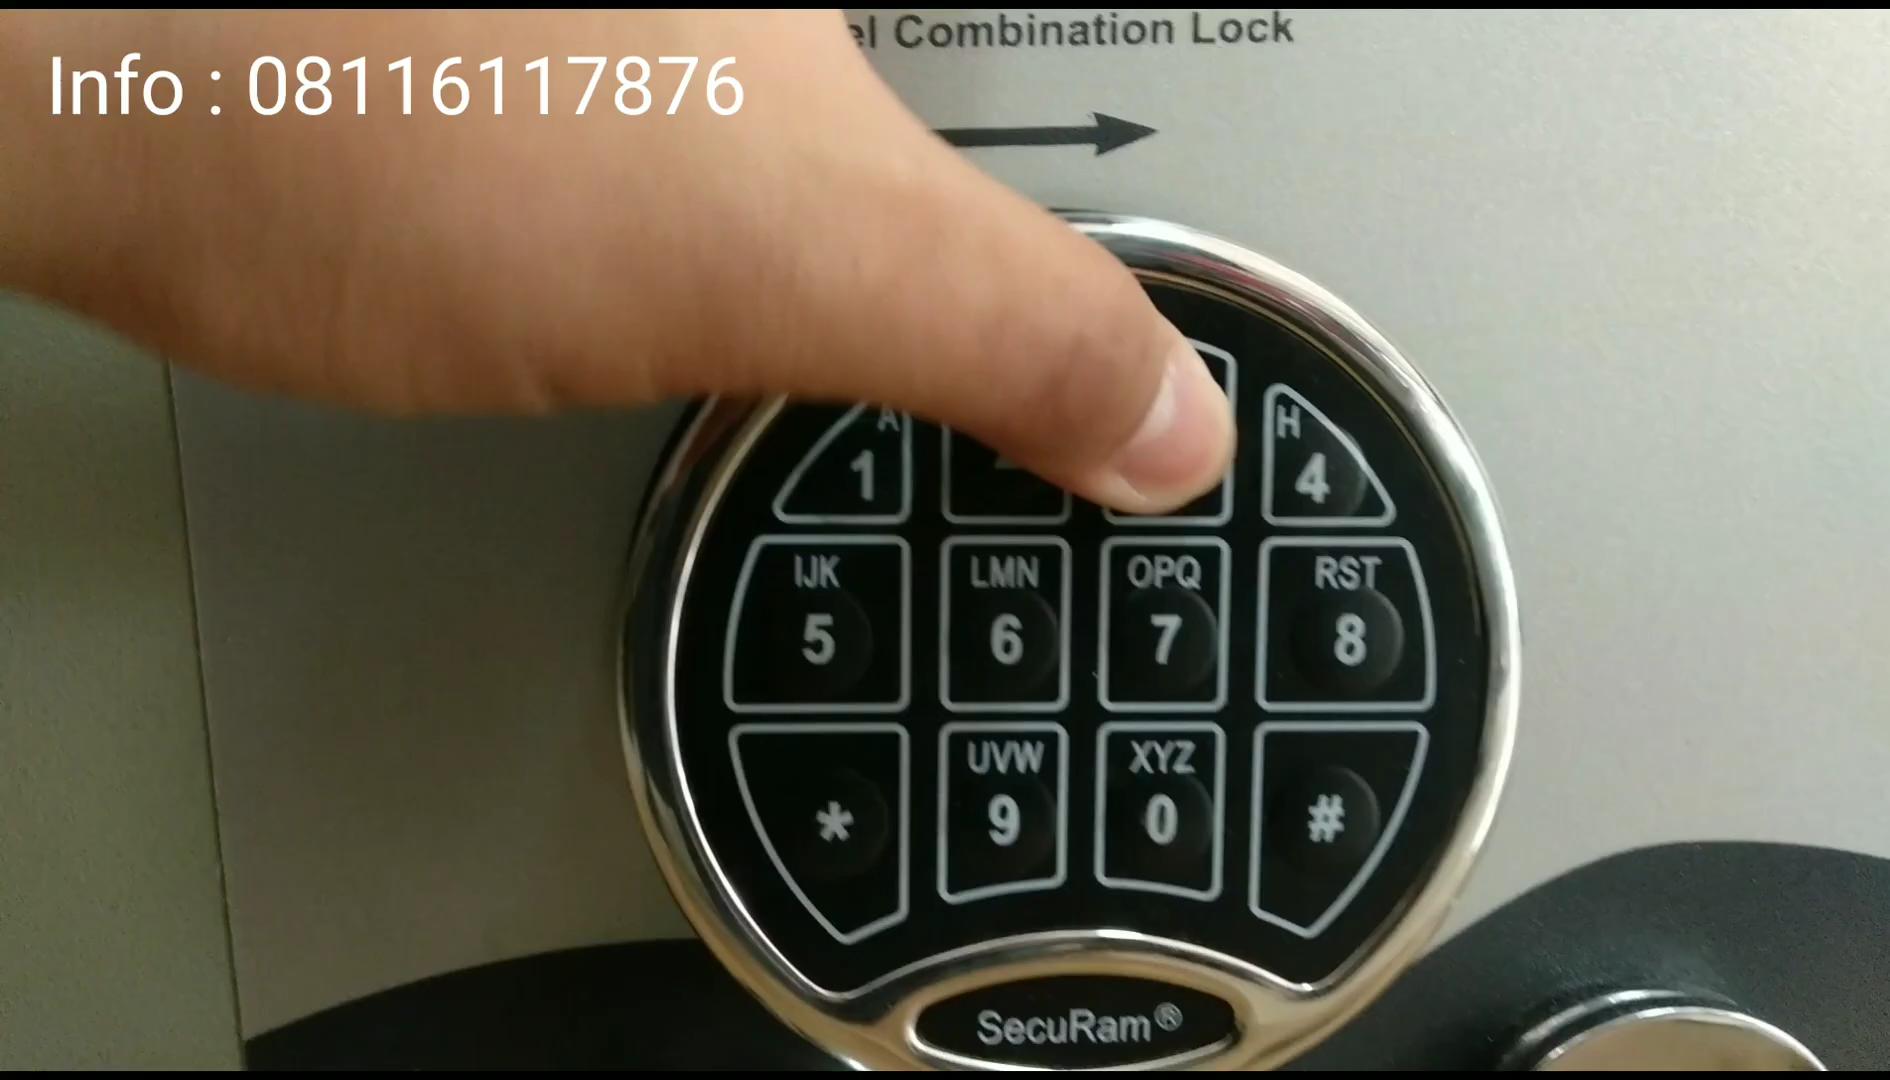 Combination Lock
Info : 08116117876
A
H
1
4
IJK
LMN
OPQ
RST
5
6
7
8
UVW
XYZ
*
9
0
#
SecuRam®